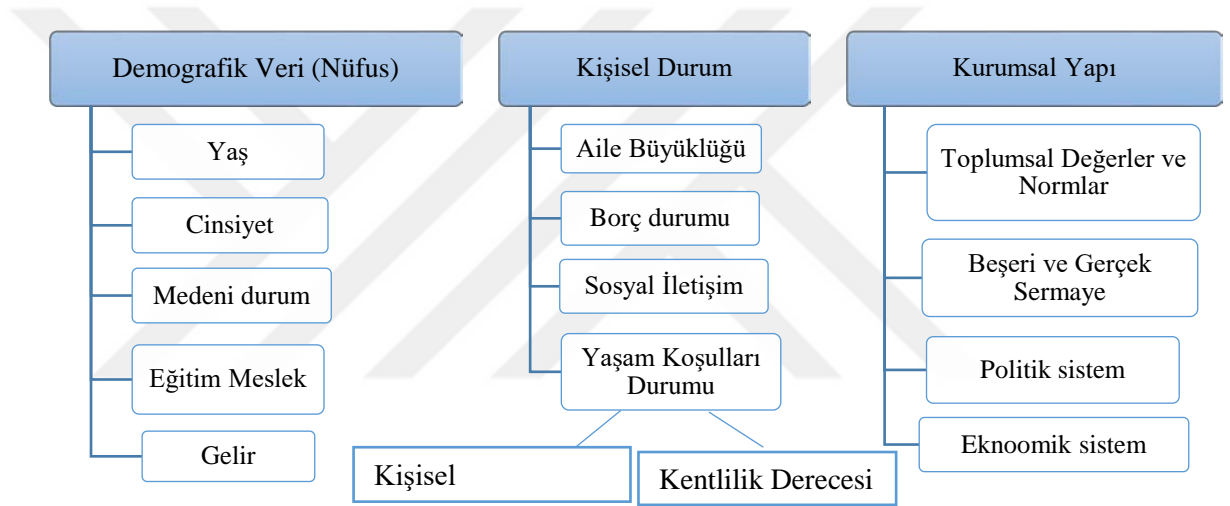 Demografik Veri (Nüfus)
Yaş
Cinsiyet
Medeni durum
Eğitim Meslek
Gelir
Kişisel Durum
Aile Büyüklüğü
Borç durumu
Sosyal İletişim
Yaşam Koşulları
Durumu
Kişisel
Kentlilik Derecesi
Kurumsal Yapı
Toplumsal Değerler ve
Normlar
Beşeri ve Gerçek
Sermaye
Politik sistem
Eknoomik sistem